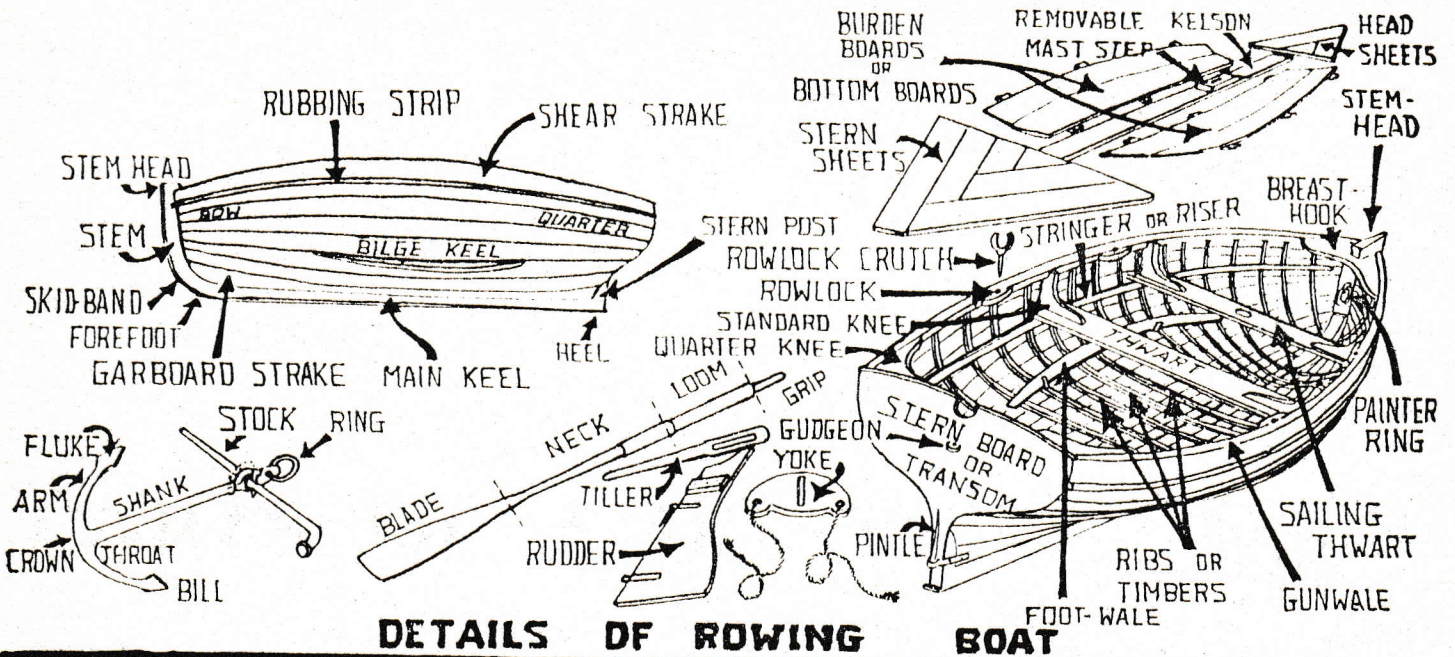 BURDEN
BOARDS
OR
BOTTOM BOARDS
REMOVABLE KELSON
MAST STEP
HEAD
SHEETS
STEM-
HEAD
STERN
SHEETS
BREAST-
HOOK
RUBBING STRIP
SHEAR STRAKE
STEM HEAD
BOW
QUARTER
STEM
BILGE KEEL
STERN POST
SKID-BAND
FOREFOOT
HEEL
GARBOARD STRAKE
MAIN KEEL
STRINGER OR RISER
ROWLOCK CRUTCH
ROWLOCK
STANDARD KNEE
QUARTER KNEE
THWART
PAINTER
RING
STERN BOARD
OR
TRANSOM
GUDGEON
YOKE
PINTLE
SAILING
THWART
RIBS OR
TIMBERS
GUNWALE
FOOT-WALE
FLUKE
STOCK
RING
ARM
SHANK
CROWN
THROAT
BILL
BLADE
NECK
LOOM
GRIP
TILLER
RUDDER
DETAILS OF ROWING BOAT